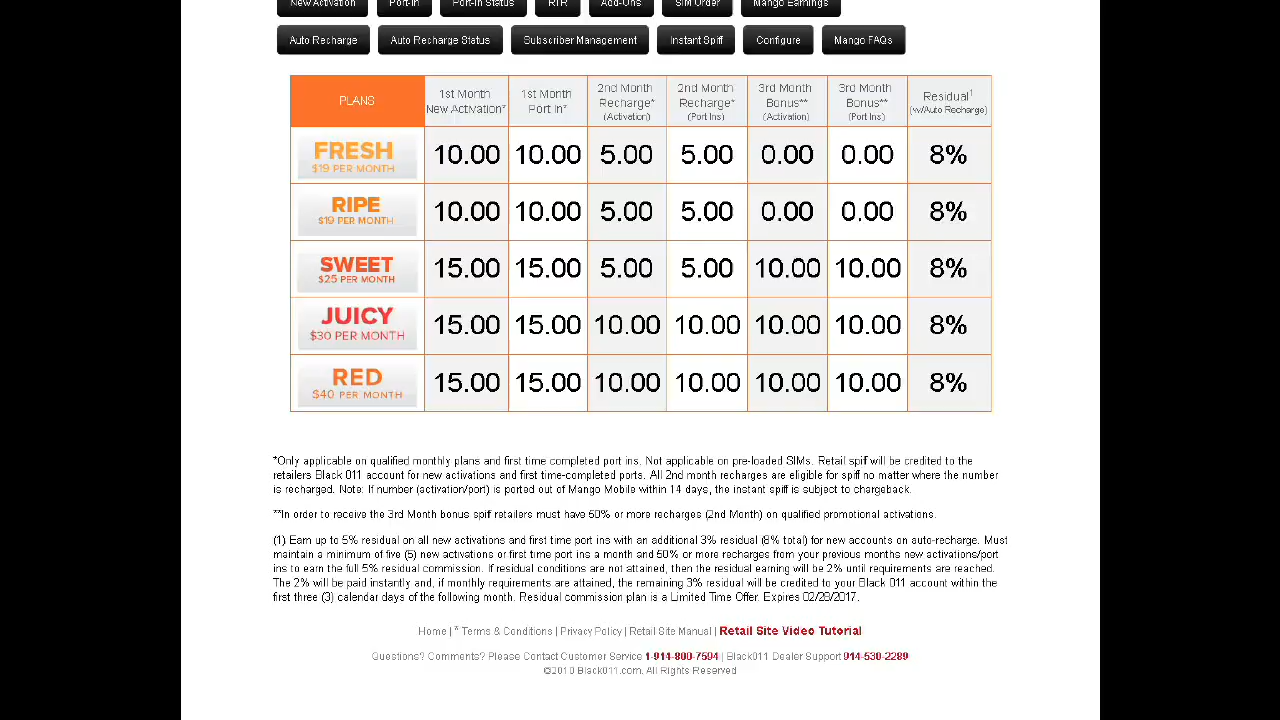 New Activation Port-In Port-In Status RTR Add-Ons SIM Order Mango Earnings
Auto Recharge Auto Recharge Status Subscriber Management Instant Spiff Configure Mango FAQs
PLANS 1st Month New Activation* 1st Month Port In* 2nd Month Recharge* (Activation) 2nd Month Recharge* (Port Ins) 3rd Month Bonus** (Activation) 3rd Month Bonus** (Port Ins) Residual¹ (w/Auto Recharge)
FRESH $19 PER MONTH 10.00 10.00 5.00 5.00 0.00 0.00 8%
RIPE $19 PER MONTH 10.00 10.00 5.00 5.00 0.00 0.00 8%
SWEET $25 PER MONTH 15.00 15.00 5.00 5.00 10.00 10.00 8%
JUICY $30 PER MONTH 15.00 15.00 10.00 10.00 10.00 10.00 8%
RED $40 PER MONTH 15.00 15.00 10.00 10.00 10.00 10.00 8%
*Only applicable on qualified monthly plans and first time completed port ins. Not applicable on pre-loaded SIMs. Retail spiff will be credited to the
retailers Black 011 account for new activations and first time-completed ports. All 2nd month recharges are eligible for spiff no matter where the number
is recharged. Note: If number (activation/port) is ported out of Mango Mobile within 14 days, the instant spiff is subject to chargeback.
**In order to receive the 3rd Month bonus spiff retailers must have 50% or more recharges (2nd Month) on qualified promotional activations.
(1) Earn up to 5% residual on all new activations and first time port ins with an additional 3% residual (8% total) for new accounts on auto-recharge. Must
maintain a minimum of five (5) new activations or first time port ins a month and 50% or more recharges from your previous months new activations/port
ins to earn the full 5% residual commission. If residual conditions are not attained, then the residual earning will be 2% until requirements are reached.
The 2% will be paid instantly and, if monthly requirements are attained, the remaining 3% residual will be credited to your Black 011 account within the
first three (3) calendar days of the following month. Residual commission plan is a Limited Time Offer. Expires 02/28/2017.
Home | * Terms & Conditions | Privacy Policy | Retail Site Manual | Retail Site Video Tutorial
Questions? Comments? Please Contact Customer Service 1-914-800-7594 | Black011 Dealer Support 914-530-2289
©2010 Black011.com. All Rights Reserved